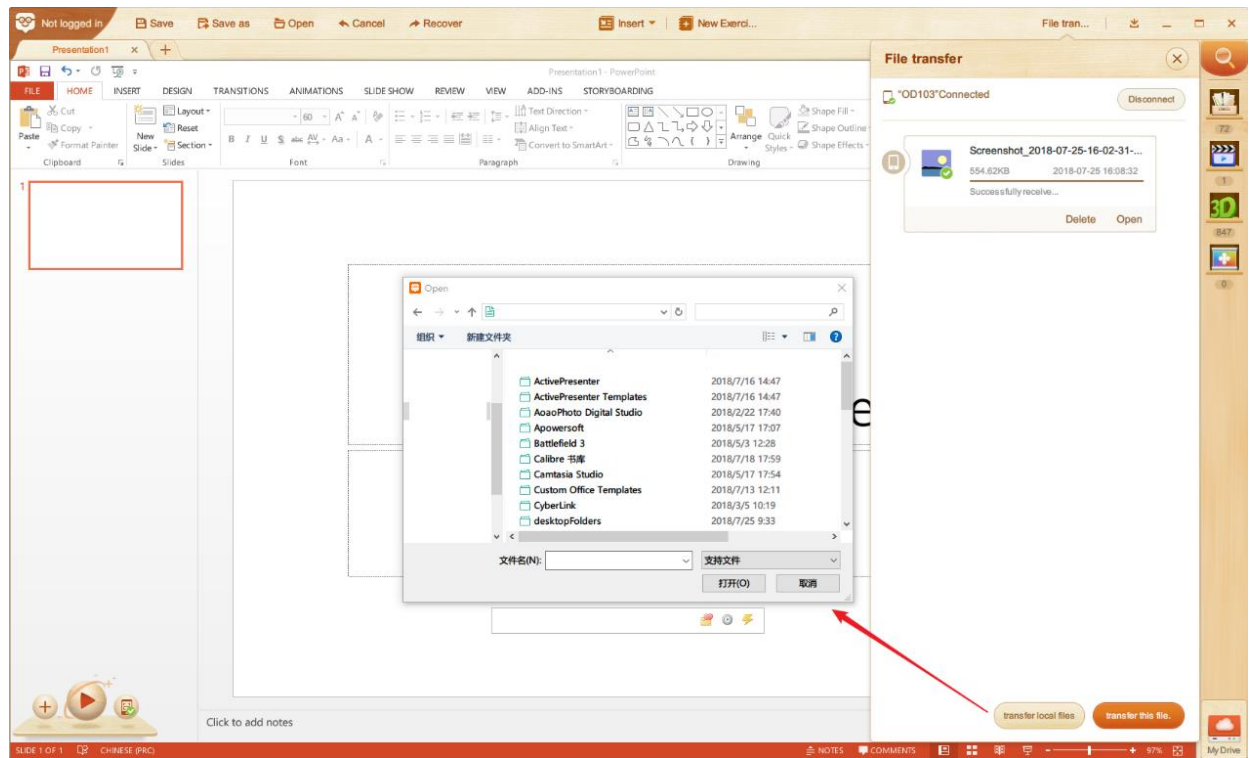 Not logged in Save Save as Open Cancel Recover Insert New Exerci... File tran...
Presentation1
Presentation1 - PowerPoint
FILE HOME INSERT DESIGN TRANSITIONS ANIMATIONS SLIDE SHOW REVIEW VIEW ADD-INS STORYBOARDING
Paste
Cut
Copy
Format Painter
Clipboard
New
Slide
Layout
Reset
Section
Slides
60
B I U S abc AV Aa A
Font
Text Direction
Align Text
Convert to SmartArt
Paragraph
Arrange
Quick
Styles
Shape Fill
Shape Outline
Shape Effects
Drawing
1
Open
组织 新建文件夹
ActivePresenter 2018/7/16 14:47
ActivePresenter Templates 2018/7/16 14:47
AoaoPhoto Digital Studio 2018/2/22 17:40
Apowersoft 2018/5/17 17:07
Battlefield 3 2018/5/3 12:28
Calibre 书库 2018/7/18 17:59
Camtasia Studio 2018/5/17 17:54
Custom Office Templates 2018/7/13 12:11
CyberLink 2018/3/5 10:19
desktopFolders 2018/7/25 9:33
文件名(N): 支持文件
打开(O) 取消
e
Click to add notes
File transfer
"OD103"Connected Disconnect
Screenshot_2018-07-25-16-02-31-...
554.62KB 2018-07-25 16:08:32
Successfully receive...
Delete Open
transfer local files transfer this file.
72
1
3D
847
0
My Drive
SLIDE 1 OF 1 CHINESE (PRC) NOTES COMMENTS 97%